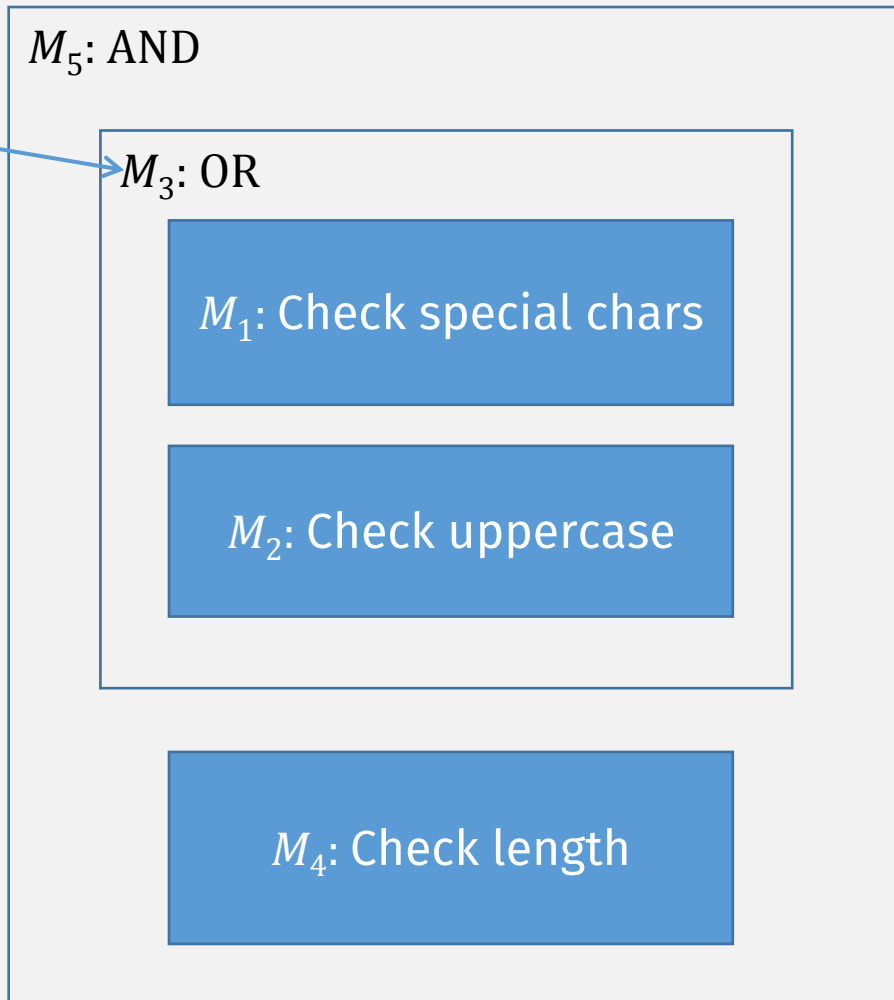 M₅: AND
M₃: OR
M₁: Check special chars
M₂: Check uppercase
M₄: Check length